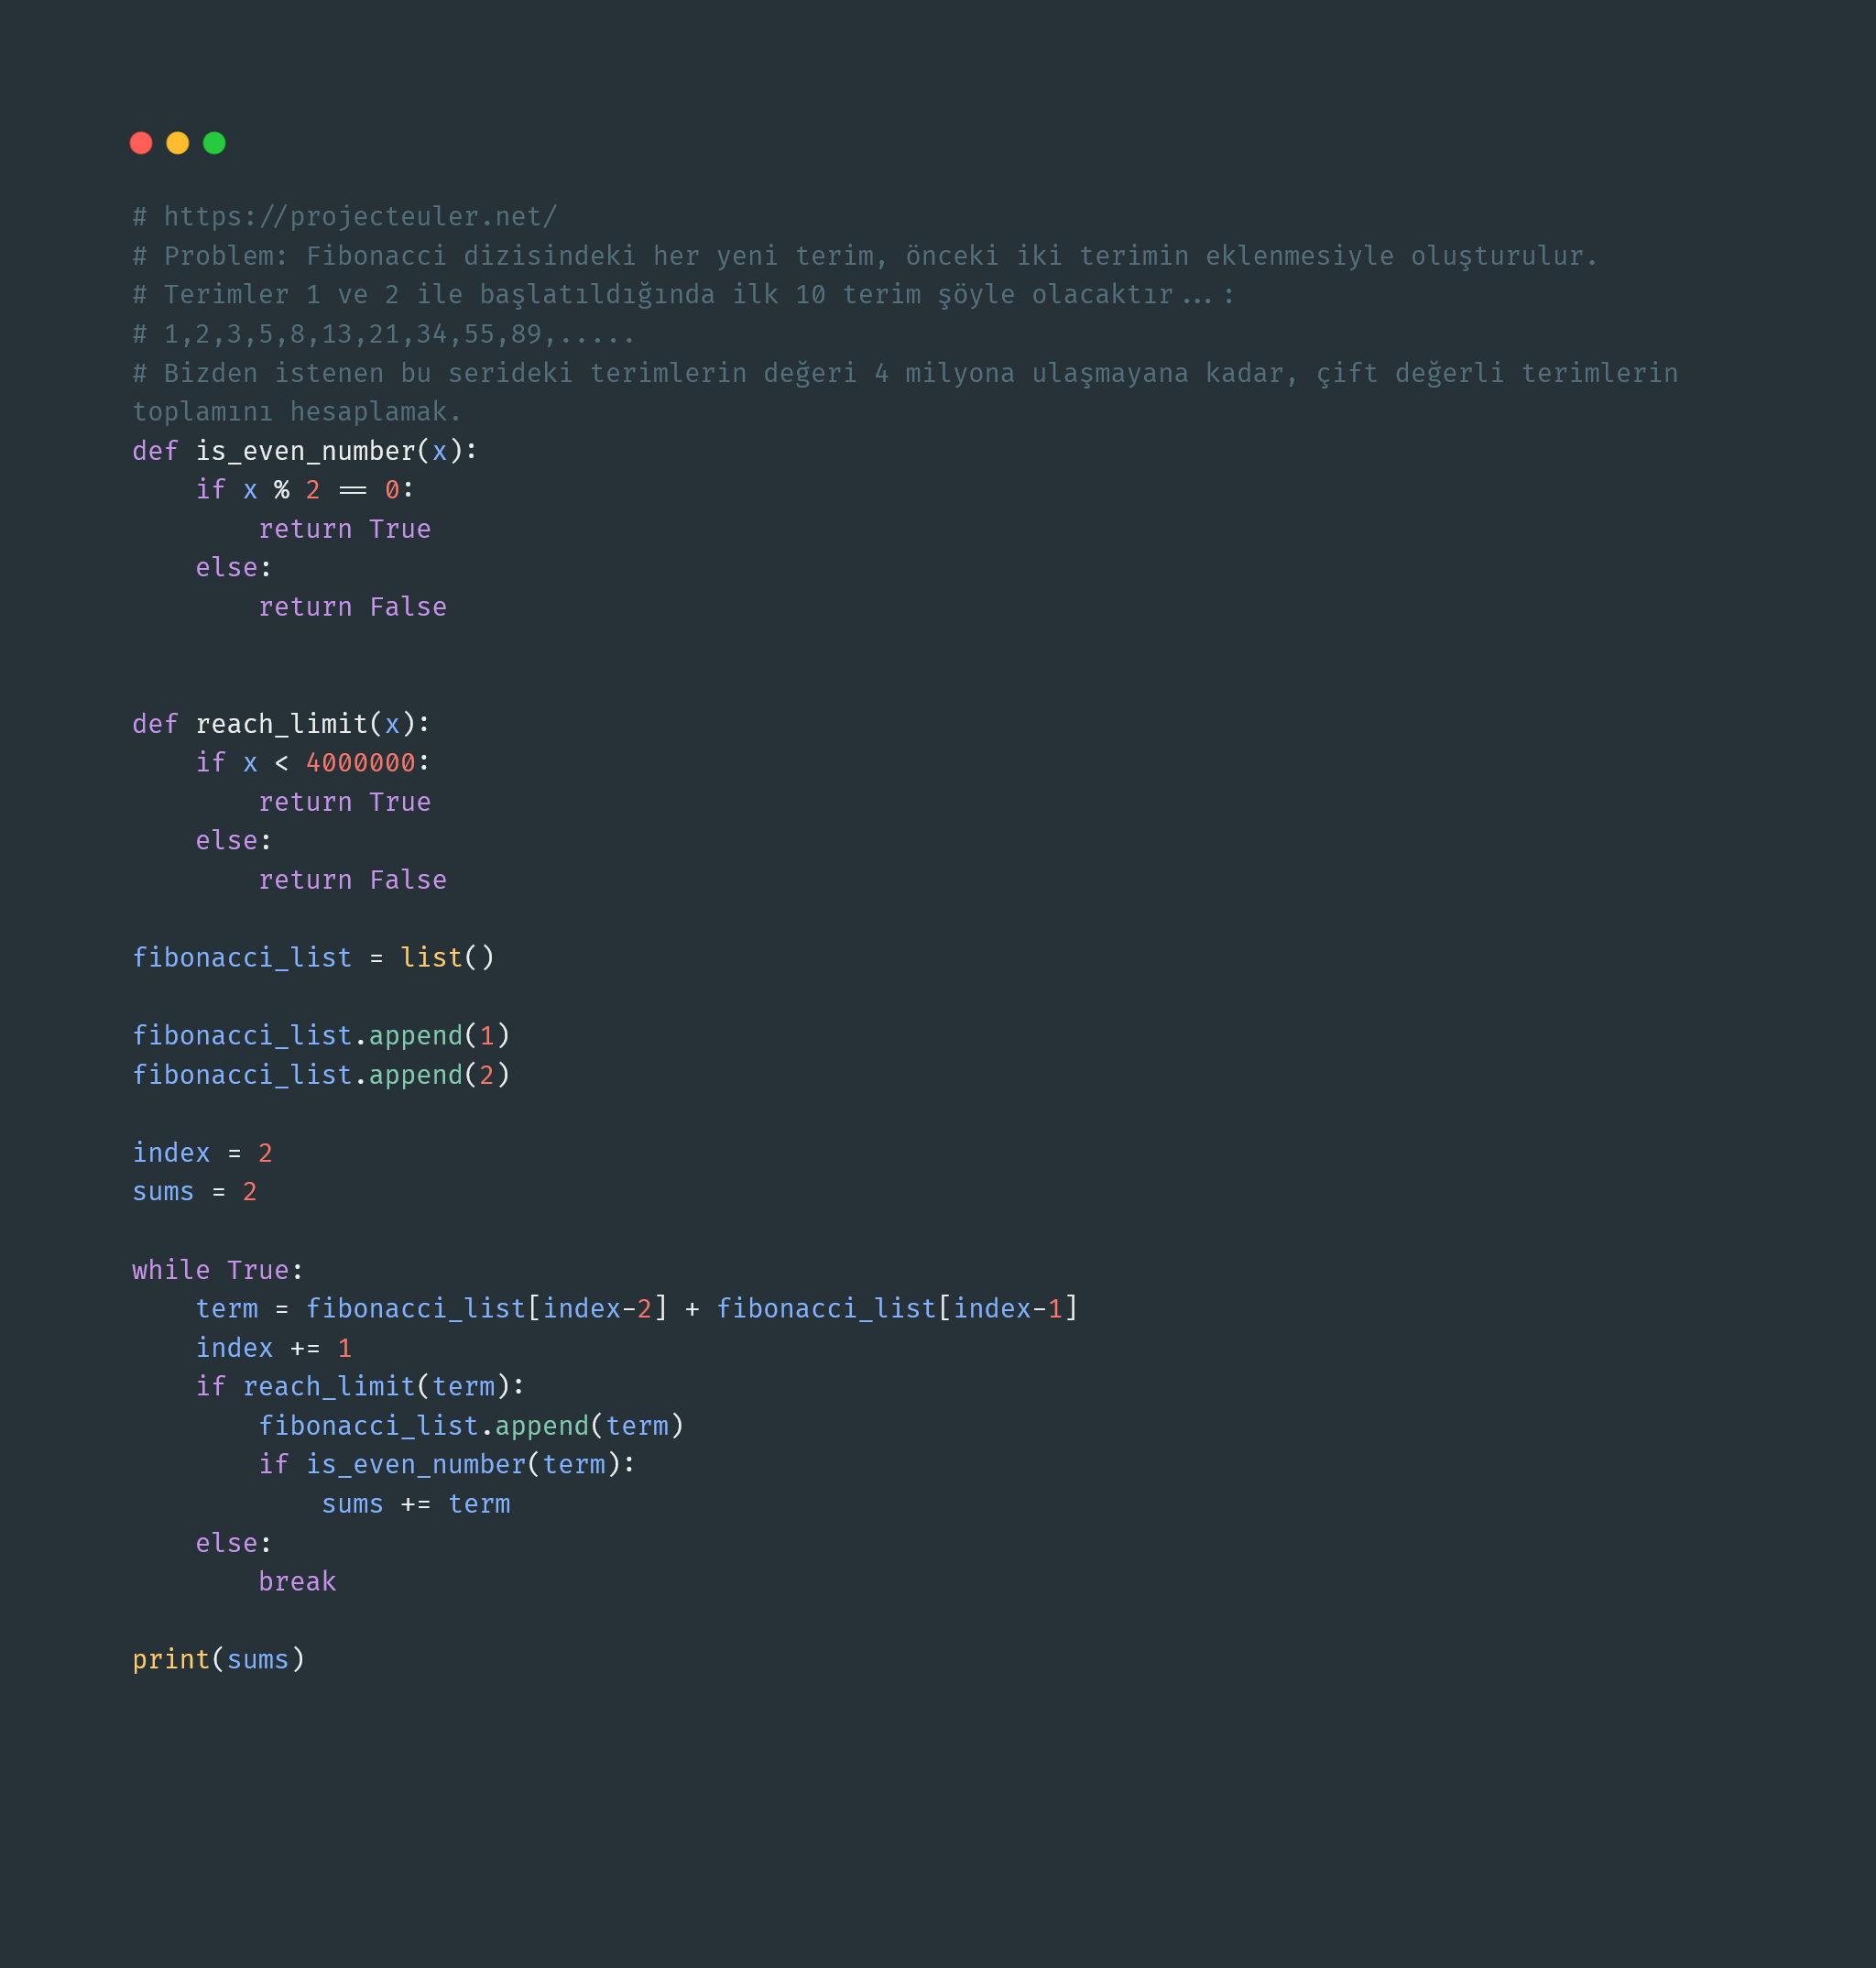 # https://projecteuler.net/
# Problem: Fibonacci dizisindeki her yeni terim, önceki iki terimin eklenmesiyle oluşturulur.
# Terimler 1 ve 2 ile başlatıldığında ilk 10 terim şöyle olacaktır...:
# 1,2,3,5,8,13,21,34,55,89,.....
# Bizden istenen bu serideki terimlerin değeri 4 milyona ulaşmayana kadar, çift değerli terimlerin
toplamını hesaplamak.
def is_even_number(x):
    if x % 2 == 0:
        return True
    else:
        return False
def reach_limit(x):
    if x < 4000000:
        return True
    else:
        return False
fibonacci_list = list()
fibonacci_list.append(1)
fibonacci_list.append(2)
index = 2
sums = 2
while True:
    term = fibonacci_list[index-2] + fibonacci_list[index-1]
    index += 1
    if reach_limit(term):
        fibonacci_list.append(term)
        if is_even_number(term):
            sums += term
    else:
        break
print(sums)